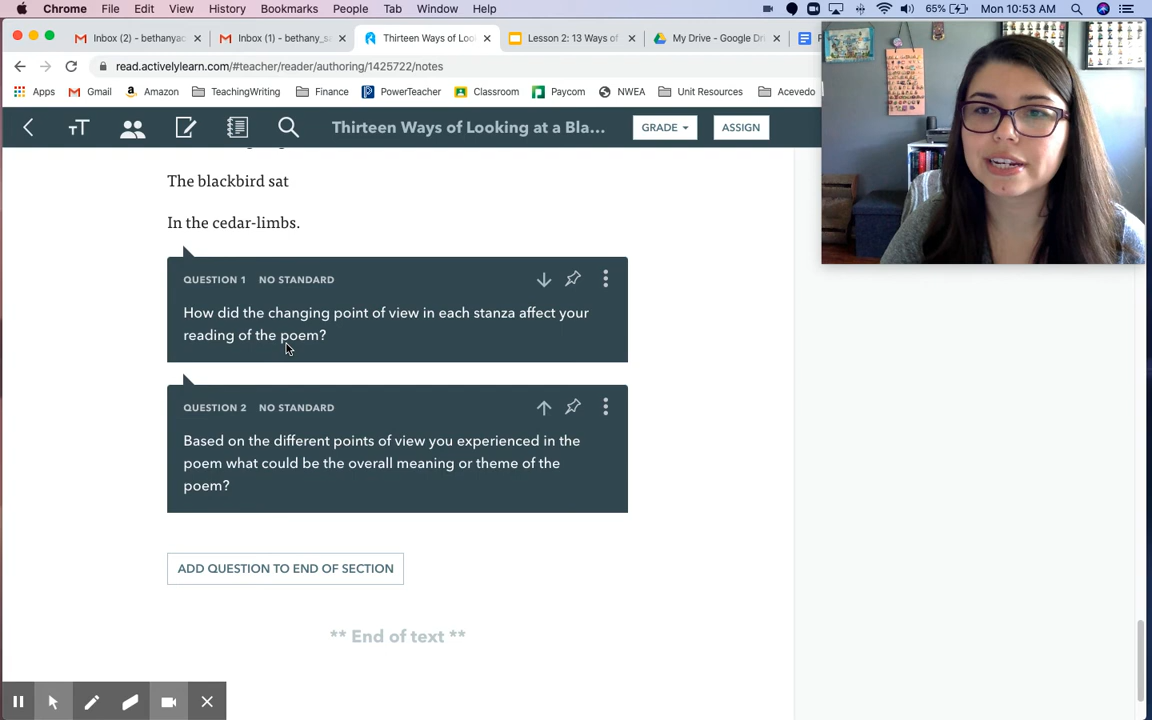 Chrome File Edit View History Bookmarks People Tab Window Help 65% Mon 10:53 AM
Inbox (2) - bethanyac Inbox (1) - bethany_s Thirteen Ways of Loo Lesson 2: 13 Ways of My Drive - Google Dri
read.activelylearn.com/#teacher/reader/authoring/1425722/notes
Apps Gmail Amazon TeachingWriting Finance PowerTeacher Classroom Paycom NWEA Unit Resources Acevedo
Thirteen Ways of Looking at a Bla... GRADE ASSIGN
The blackbird sat
In the cedar-limbs.
QUESTION 1 NO STANDARD
How did the changing point of view in each stanza affect your
reading of the poem?
QUESTION 2 NO STANDARD
Based on the different points of view you experienced in the
poem what could be the overall meaning or theme of the
poem?
ADD QUESTION TO END OF SECTION
** End of text **